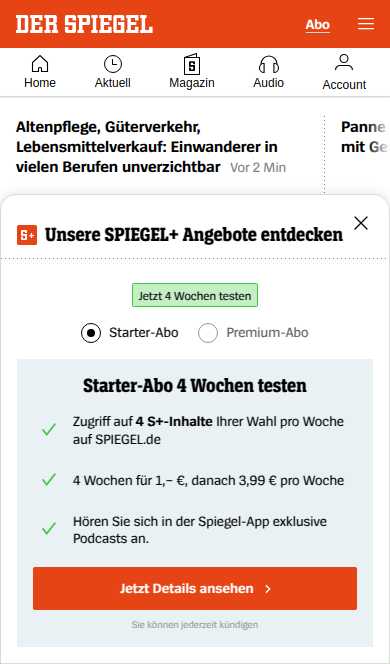 DER SPIEGEL
Abo
Home
Aktuell
Magazin
Audio
Account
Altenpflege, Güterverkehr,
Lebensmittelverkauf: Einwanderer in
vielen Berufen unverzichtbar Vor 2 Min
Panne
mit Ge
S+ Unsere SPIEGEL+ Angebote entdecken
Jetzt 4 Wochen testen
Starter-Abo
Premium-Abo
Starter-Abo 4 Wochen testen
Zugriff auf 4 S+-Inhalte Ihrer Wahl pro Woche
auf SPIEGEL.de
4 Wochen für 1,– €, danach 3,99 € pro Woche
Hören Sie sich in der Spiegel-App exklusive
Podcasts an.
Jetzt Details ansehen
Sie können jederzeit kündigen